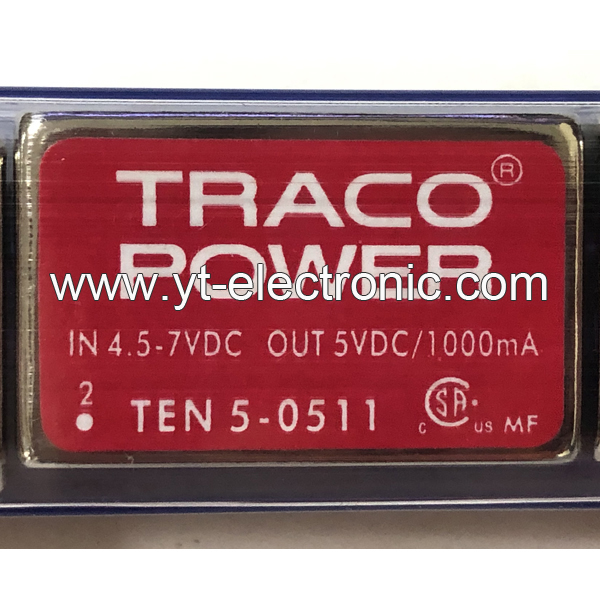 TRACO ®
POWER
www.yt-electronic.com
IN 4.5-7VDC OUT 5VDC/1000mA
2
TEN 5-0511
c SA US MF